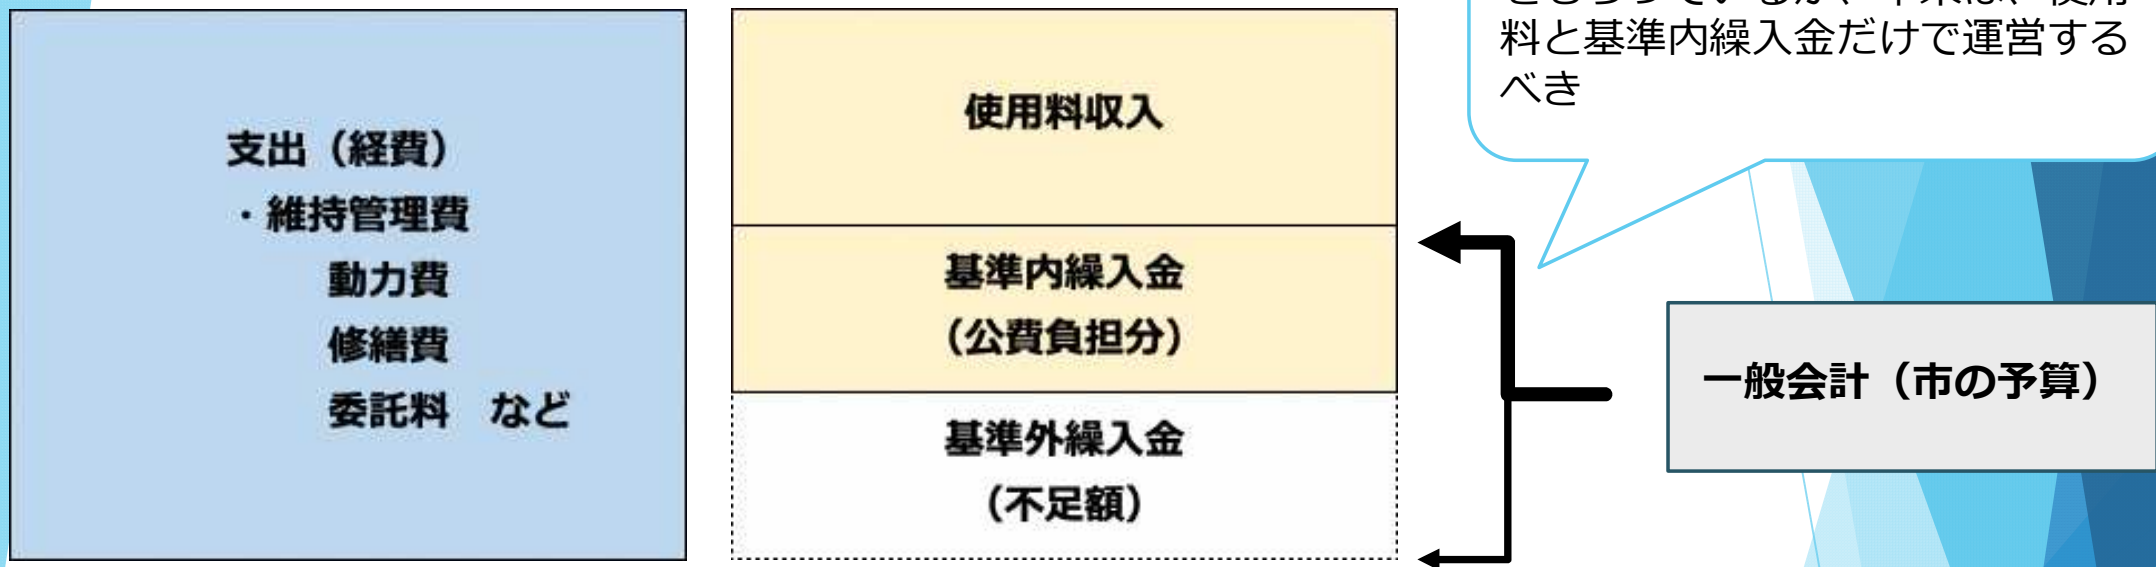 支出（経費）
・維持管理費
動力費
修繕費
委託料　など
使用料収入
基準内繰入金
（公費負担分）
基準外繰入金
（不足額）
料と基準内繰入金だけで運営する
べき
一般会計（市の予算）